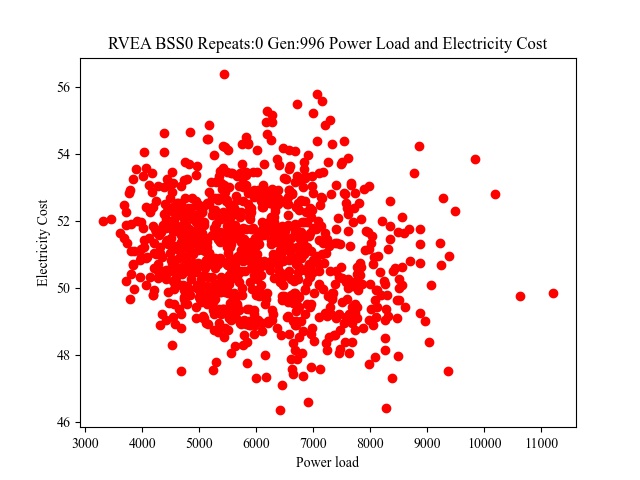 RVEA BSS0 Repeats:0 Gen:996 Power Load and Electricity Cost
56
54
52
50
48
46
Electricity Cost
3000 4000 5000 6000 7000 8000 9000 10000 11000
Power load